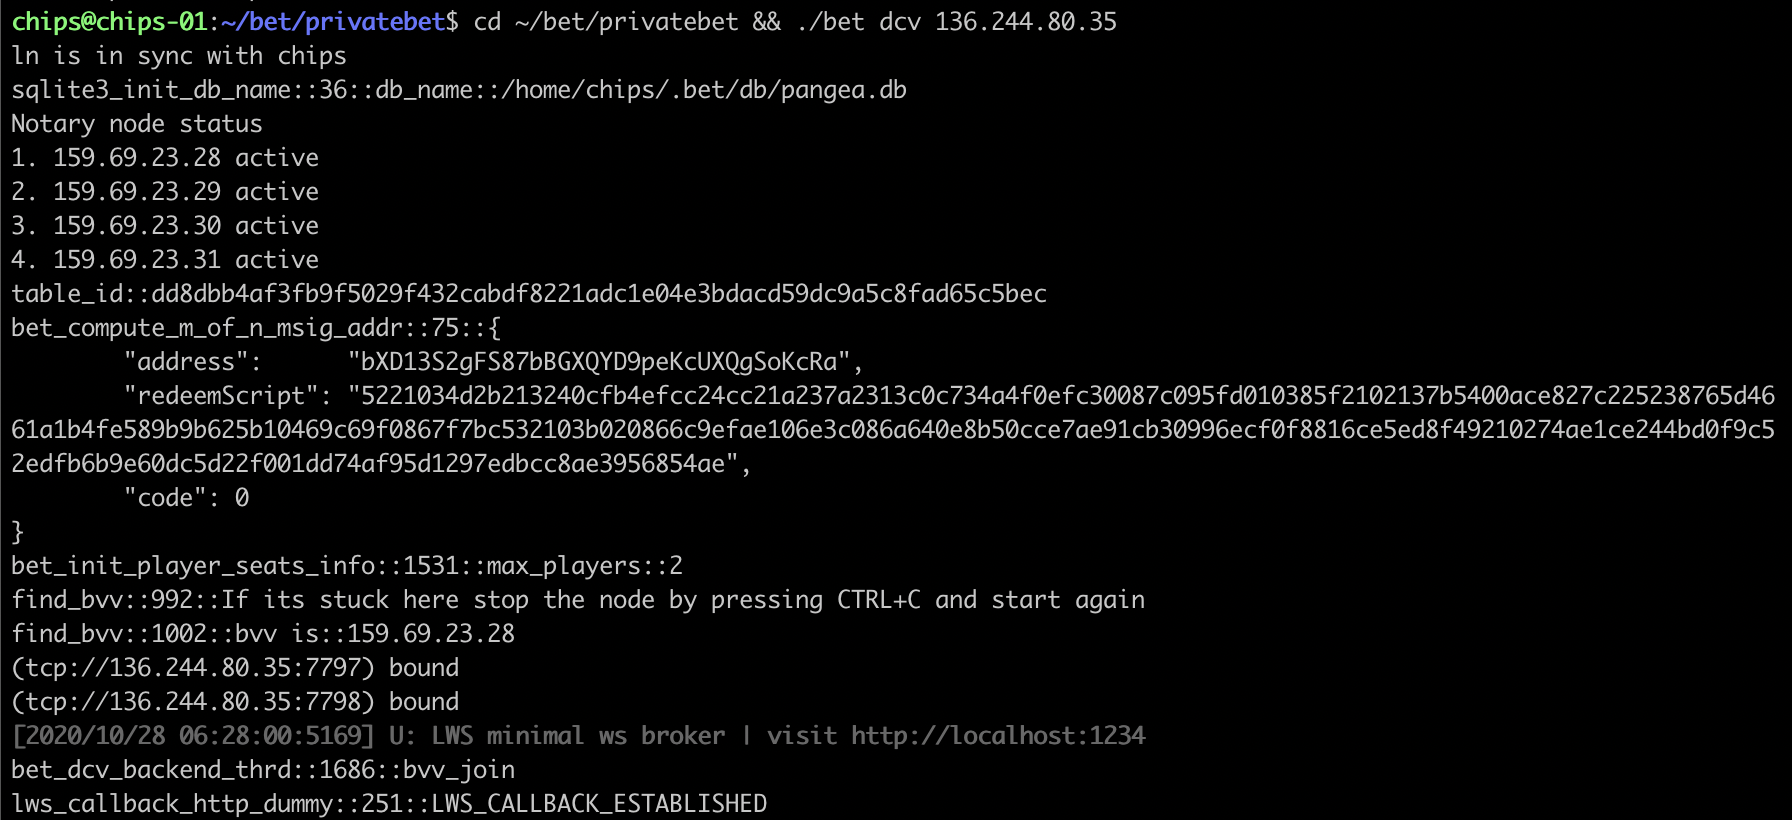 chips@chips-01:~/bet/privatebet$ cd ~/bet/privatebet && ./bet dcv 136.244.80.35
ln is in sync with chips
sqlite3_init_db_name::36::db_name::/home/chips/.bet/db/pangea.db
Notary node status
1. 159.69.23.28 active
2. 159.69.23.29 active
3. 159.69.23.30 active
4. 159.69.23.31 active
table_id::dd8dbb4af3fb9f5029f432cabdf8221adc1e04e3bdacd59dc9a5c8fad65c5bec
bet_compute_m_of_n_msig_addr::75::{
        "address":      "bXD13S2gFS87bBGXQYD9peKcUXQgSoKcRa",
        "redeemScript": "5221034d2b213240cfb4efcc24cc21a237a2313c0c734a4f0efc30087c095fd010385f2102137b5400ace827c225238765d46
61a1b4fe589b9b625b10469c69f0867f7bc532103b020866c9efae106e3c086a640e8b50cce7ae91cb30996ecf0f8816ce5ed8f49210274ae1ce244bd0f9c5
2edfb6b9e60dc5d22f001dd74af95d1297edbcc8ae3956854ae",
        "code": 0
}
bet_init_player_seats_info::1531::max_players::2
find_bvv::992::If its stuck here stop the node by pressing CTRL+C and start again
find_bvv::1002::bvv is::159.69.23.28
(tcp://136.244.80.35:7797) bound
(tcp://136.244.80.35:7798) bound
[2020/10/28 06:28:00:5169] U: LWS minimal ws broker | visit http://localhost:1234
bet_dcv_backend_thrd::1686::bvv_join
lws_callback_http_dummy::251::LWS_CALLBACK_ESTABLISHED